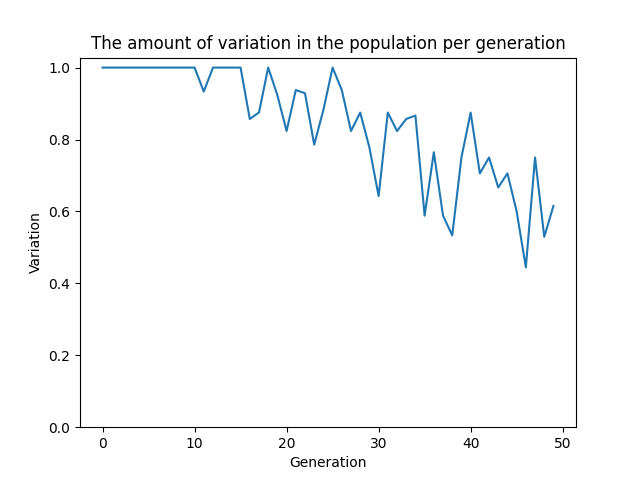 The amount of variation in the population per generation
1.0
0.8
0.6
0.4
0.2
0.0
Variation
0 10 20 30 40 50
Generation